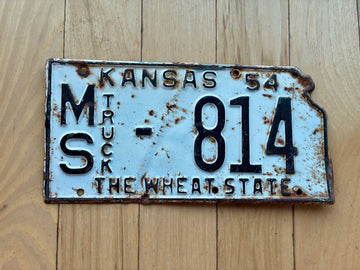 KANSAS 54
MS TRUCK - 814
THE WHEAT STATE